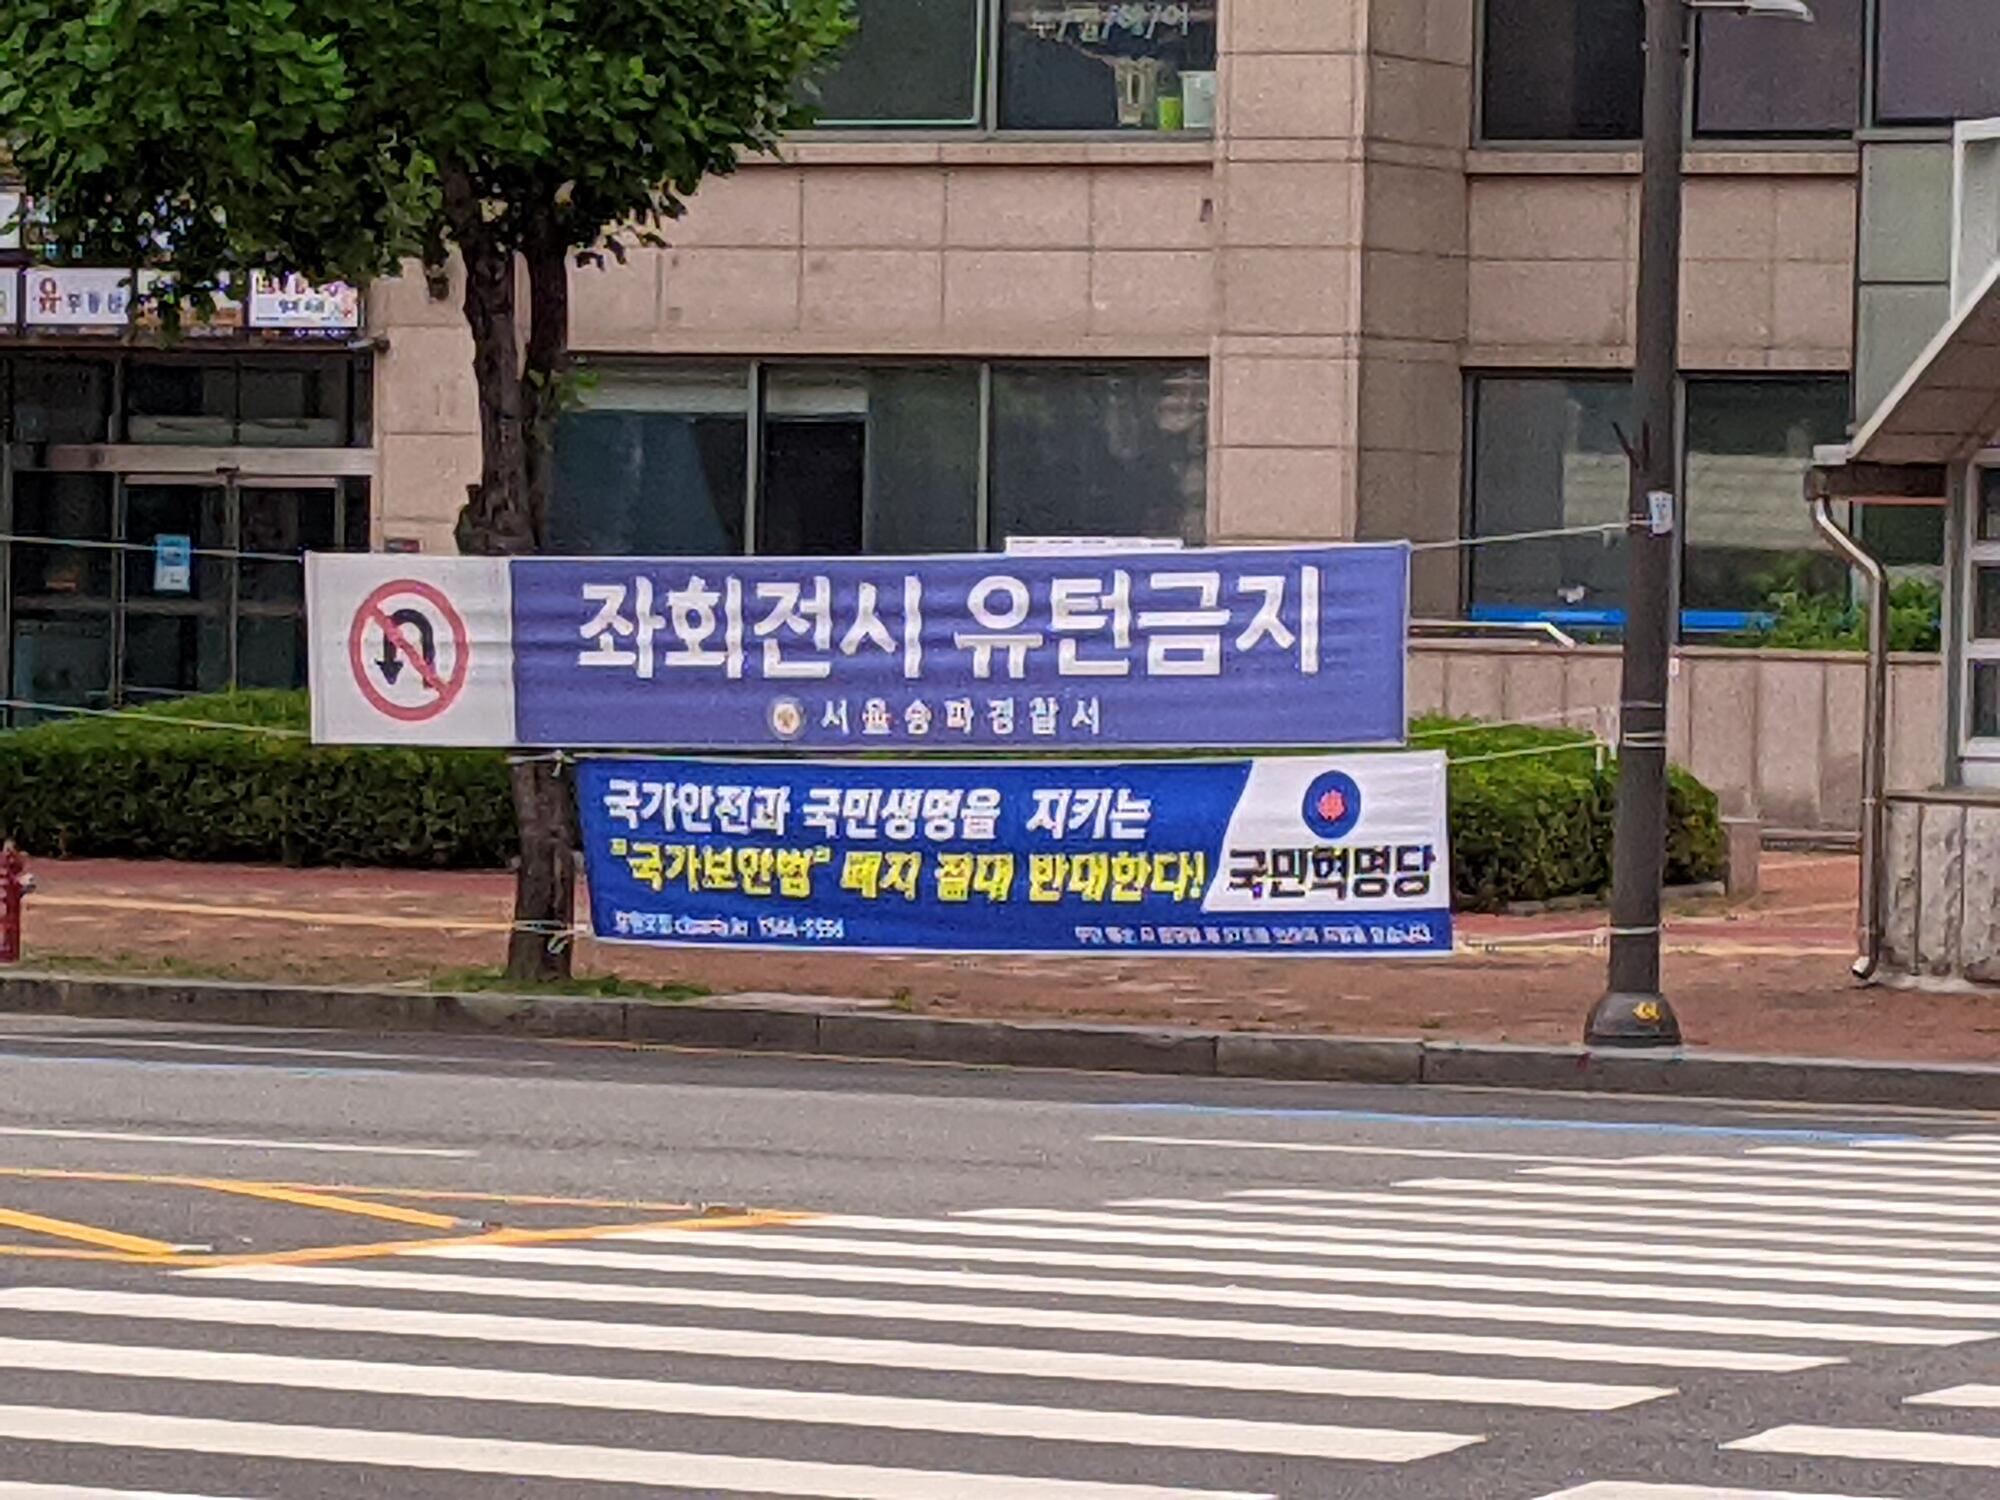 좌회전시 유턴금지
서울송파경찰서
국가안전과 국민생명을 지키는
"국가보안법" 폐지 절대 반대한다!
국민혁명당